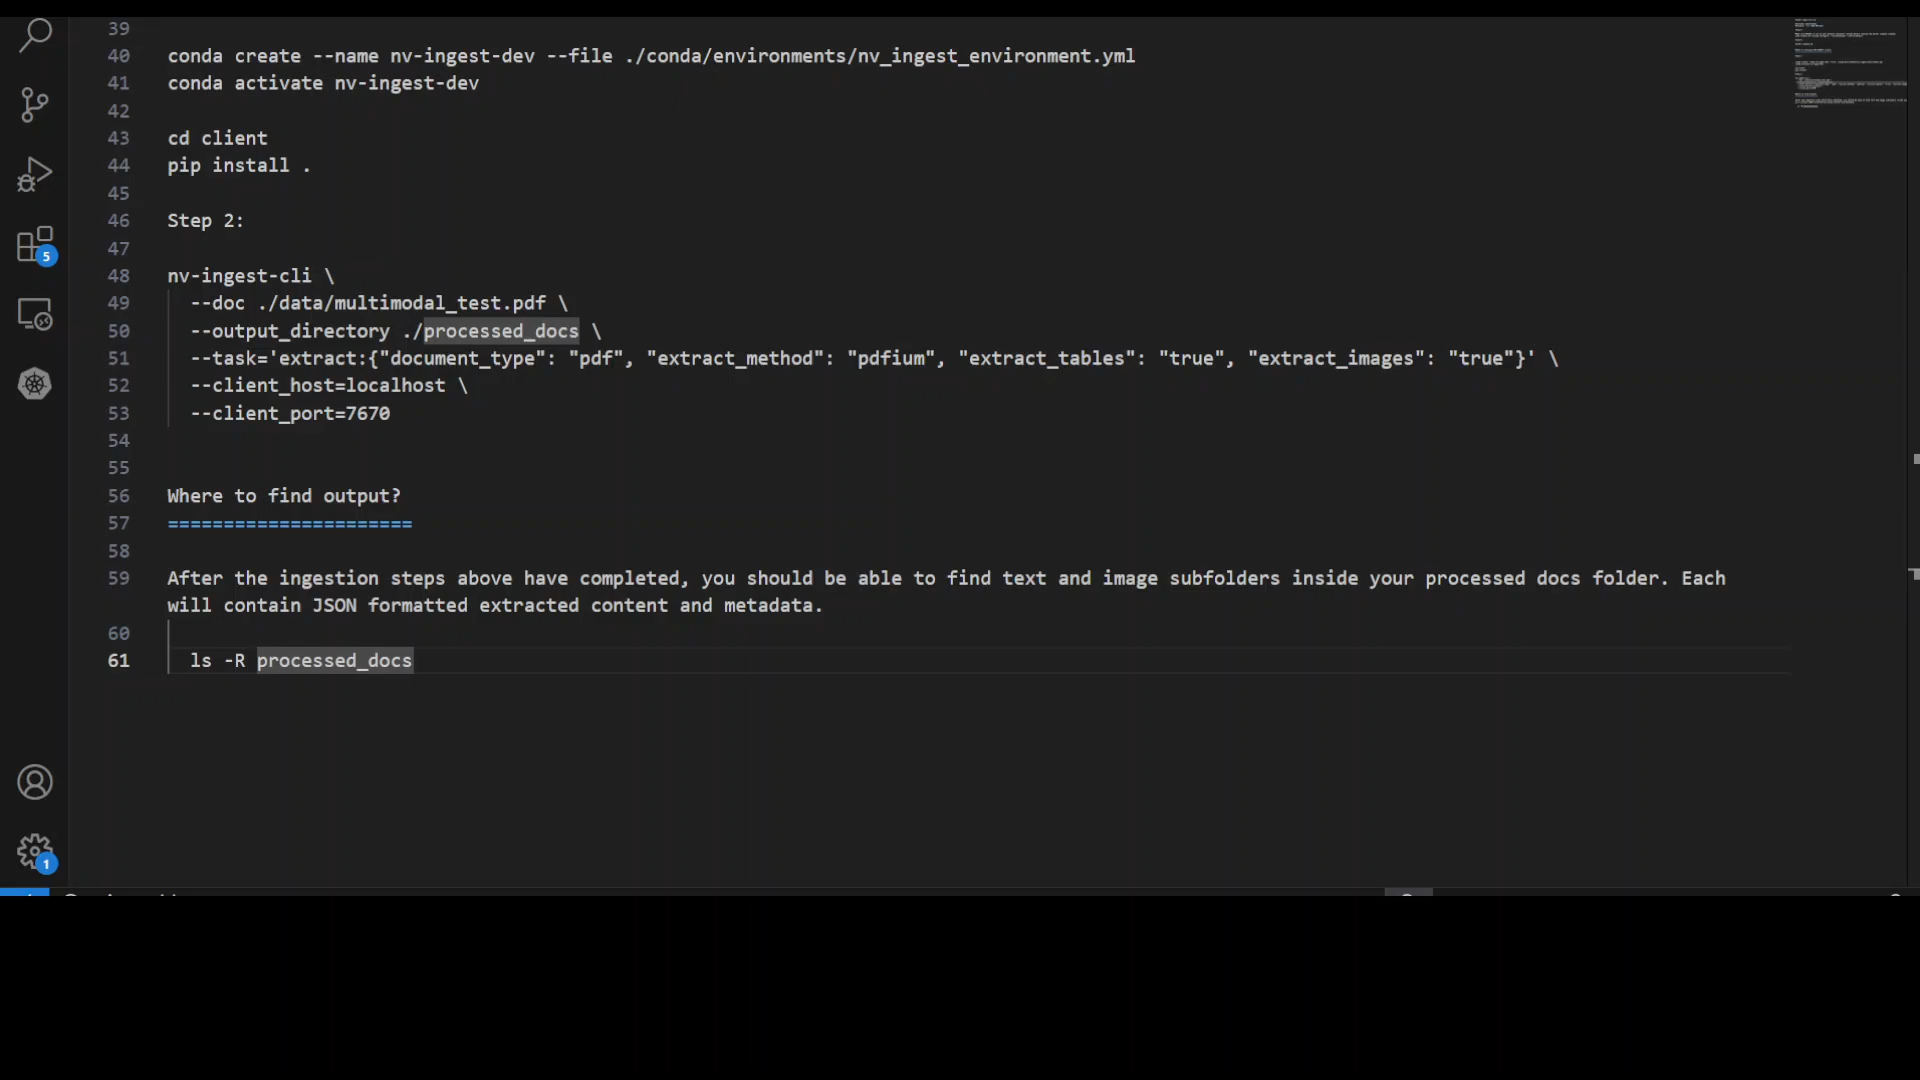 39
40 conda create --name nv-ingest-dev --file ./conda/environments/nv_ingest_environment.yml
41 conda activate nv-ingest-dev
42
43 cd client
44 pip install .
45
46 Step 2:
47
48 nv-ingest-cli \
49 --doc ./data/multimodal_test.pdf \
50 --output_directory ./processed_docs \
51 --task='extract:{"document_type": "pdf", "extract_method": "pdfium", "extract_tables": "true", "extract_images": "true"}' \
52 --client_host=localhost \
53 --client_port=7670
54
55
56 Where to find output?
57 ======================
58
59 After the ingestion steps above have completed, you should be able to find text and image subfolders inside your processed docs folder. Each
will contain JSON formatted extracted content and metadata.
60
61 ls -R processed_docs
5
1